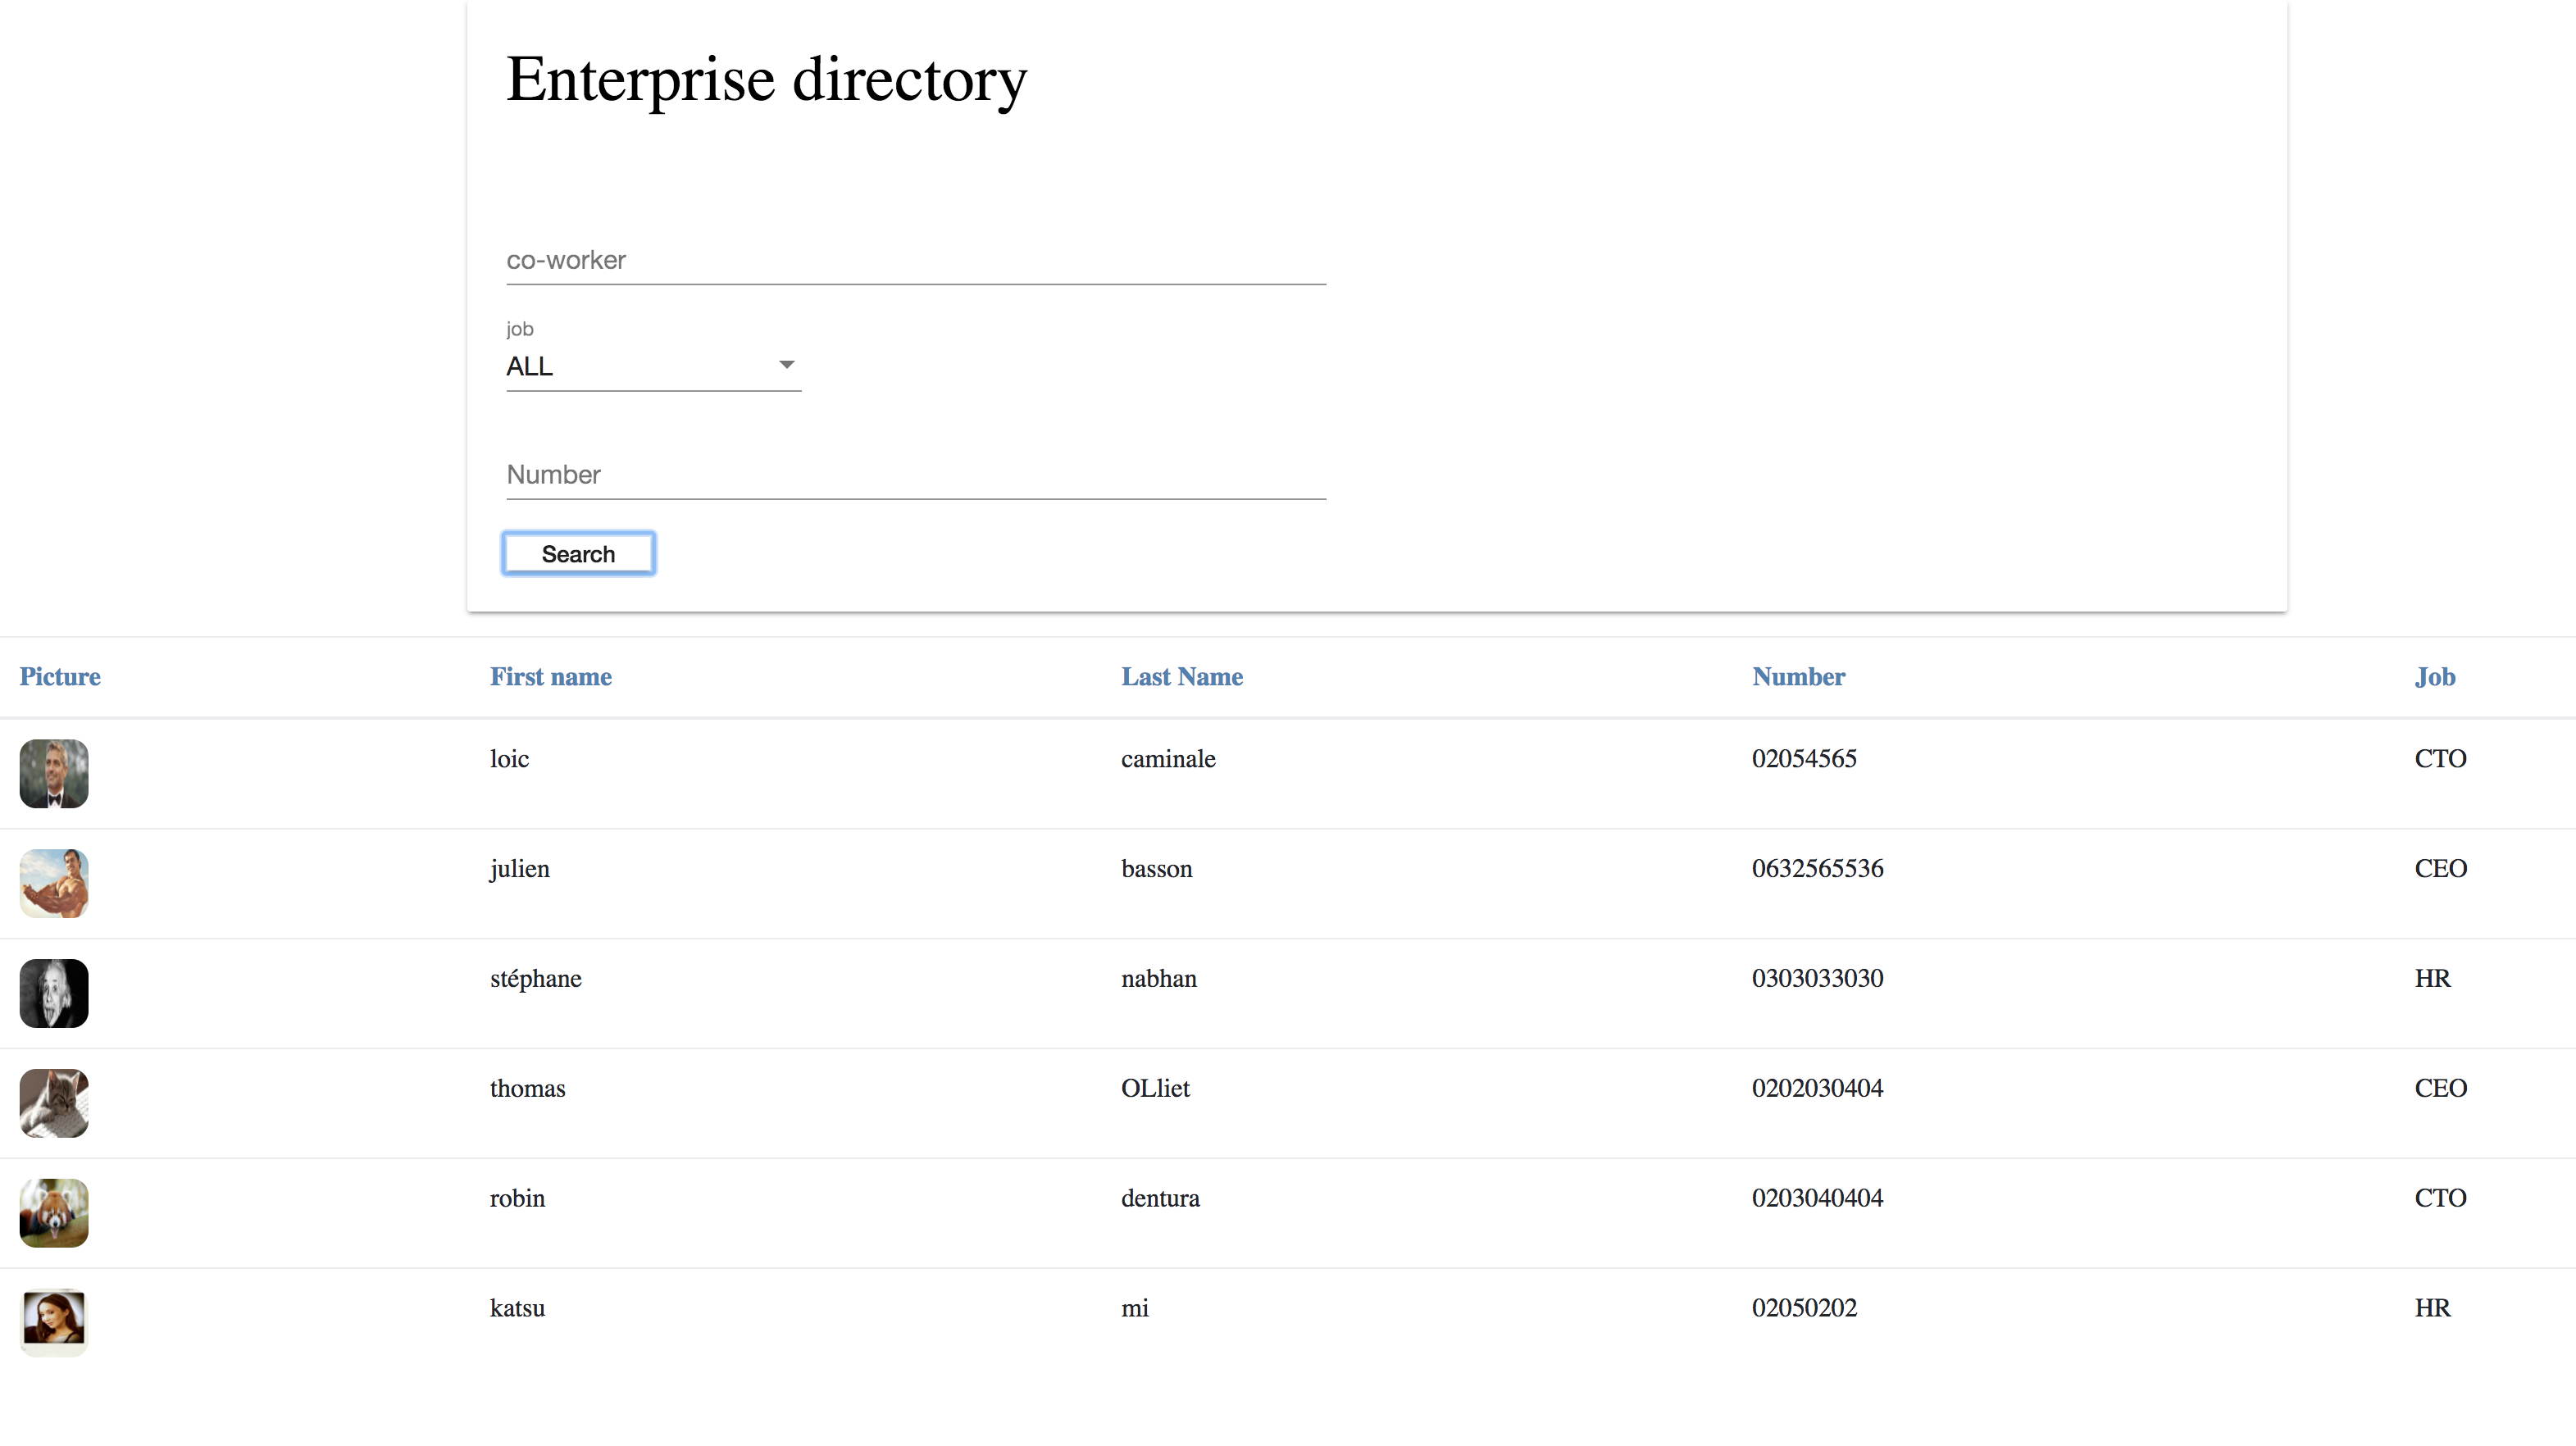 Enterprise directory
co-worker
job
ALL
Number
Search
Picture First name Last Name Number Job
loic caminale 02054565 CTO
julien basson 0632565536 CEO
stéphane nabhan 0303033030 HR
thomas OLliet 0202030404 CEO
robin dentura 0203040404 CTO
katsu mi 02050202 HR